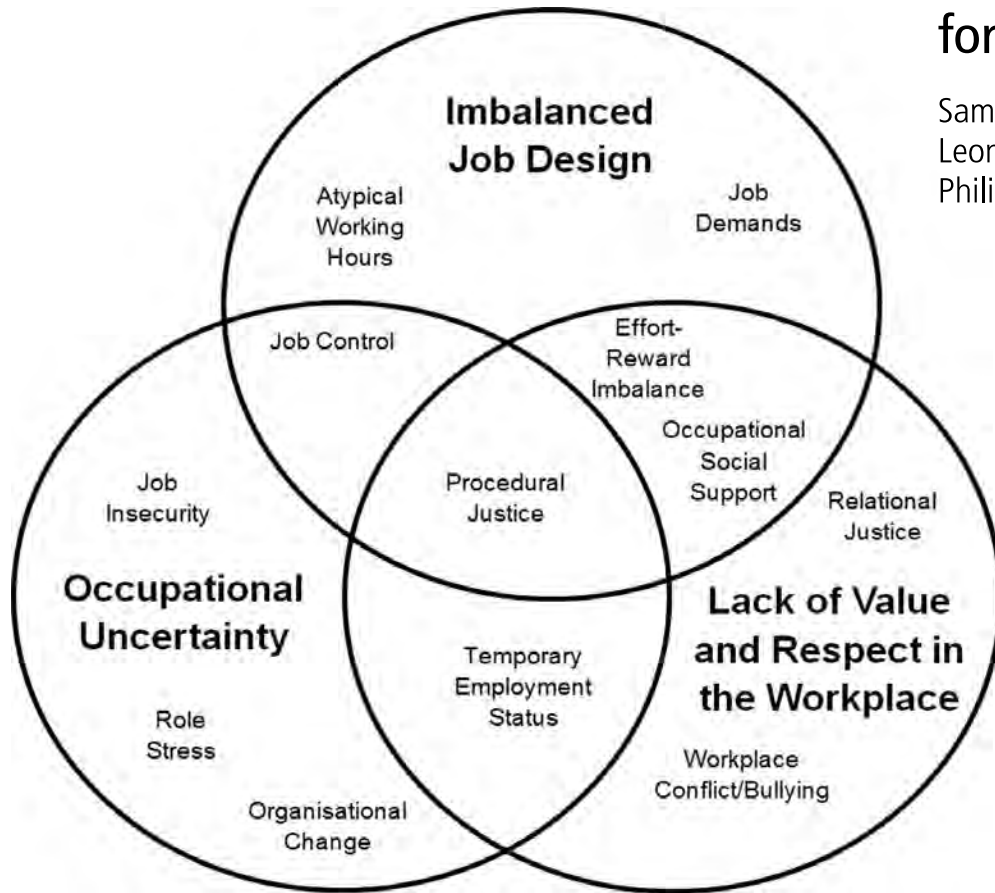 for
Sam
Leon
Phili
Imbalanced
Job Design
Atypical
Working
Hours
Job
Demands
Job Control
Effort-
Reward
Imbalance
Occupational
Social
Support
Procedural
Justice
Job
Insecurity
Relational
Justice
Occupational
Uncertainty
Lack of Value
and Respect in
the Workplace
Temporary
Employment
Status
Role
Stress
Workplace
Conflict/Bullying
Organisational
Change